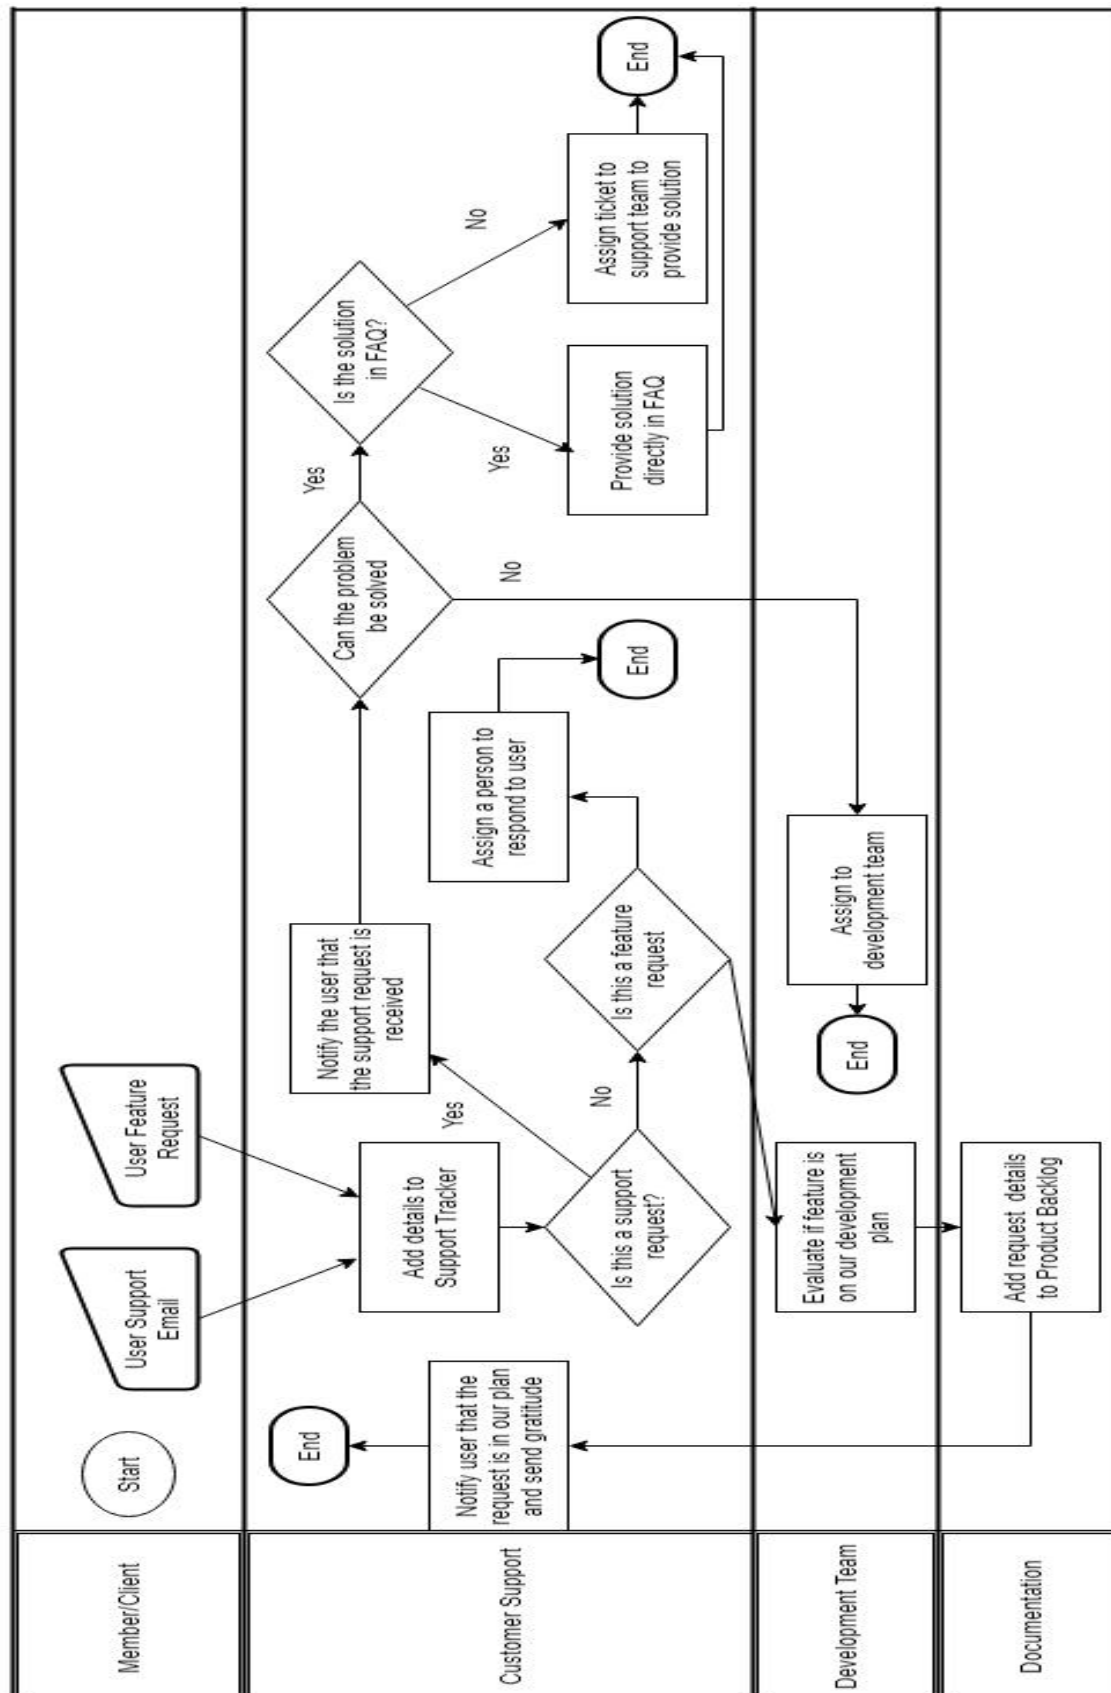 Member/Client
Start
User Support
Email
User Feature
Request
Customer Support
Notify user that the
request is in our plan
and send gratitude
End
Add details to
Support Tracker
Is this a support
request?
Yes
No
Notify the user that
the support request is
received
Is this a feature
request
Assign a person to
respond to user
End
Can the problem
be solved
Yes
No
Is the solution
in FAQ?
Yes
No
Provide solution
directly in FAQ
Assign ticket to
support team to
provide solution
End
Development Team
Evaluate if feature is
on our development
plan
End
Assign to
development team
Documentation
Add request details
to Product Backlog